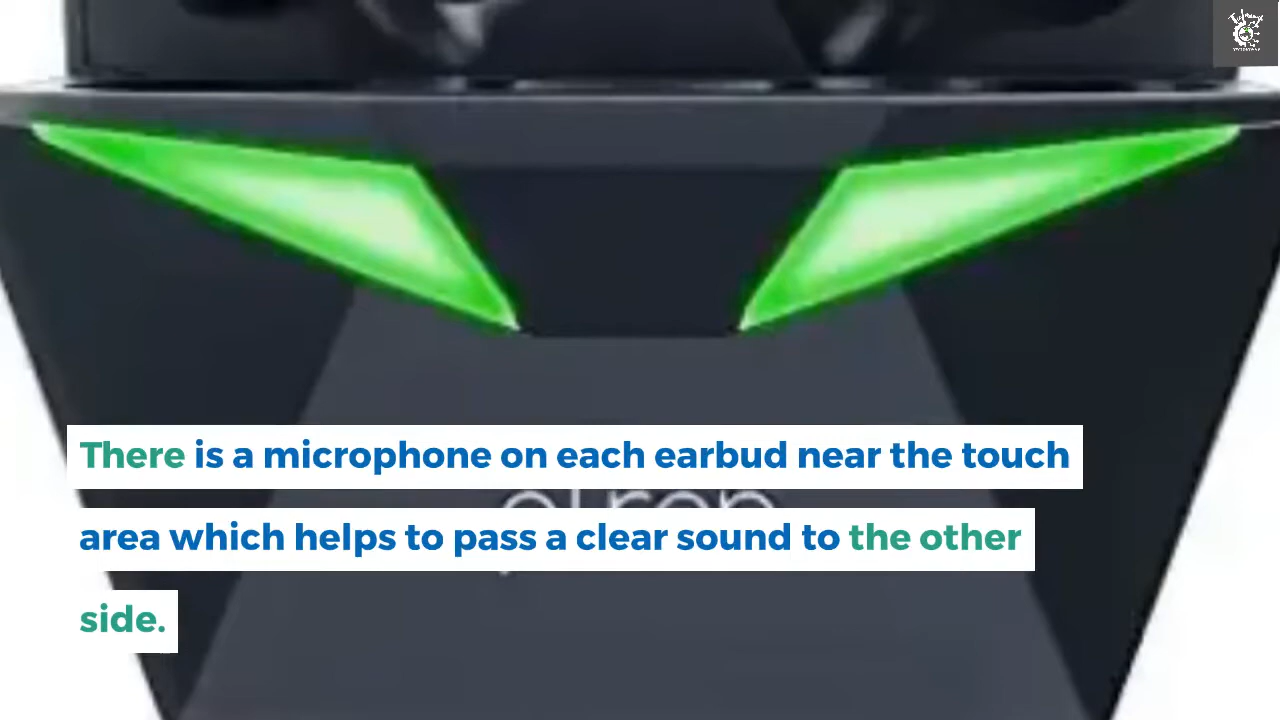 There is a microphone on each earbud near the touch
area which helps to pass a clear sound to the other
side.